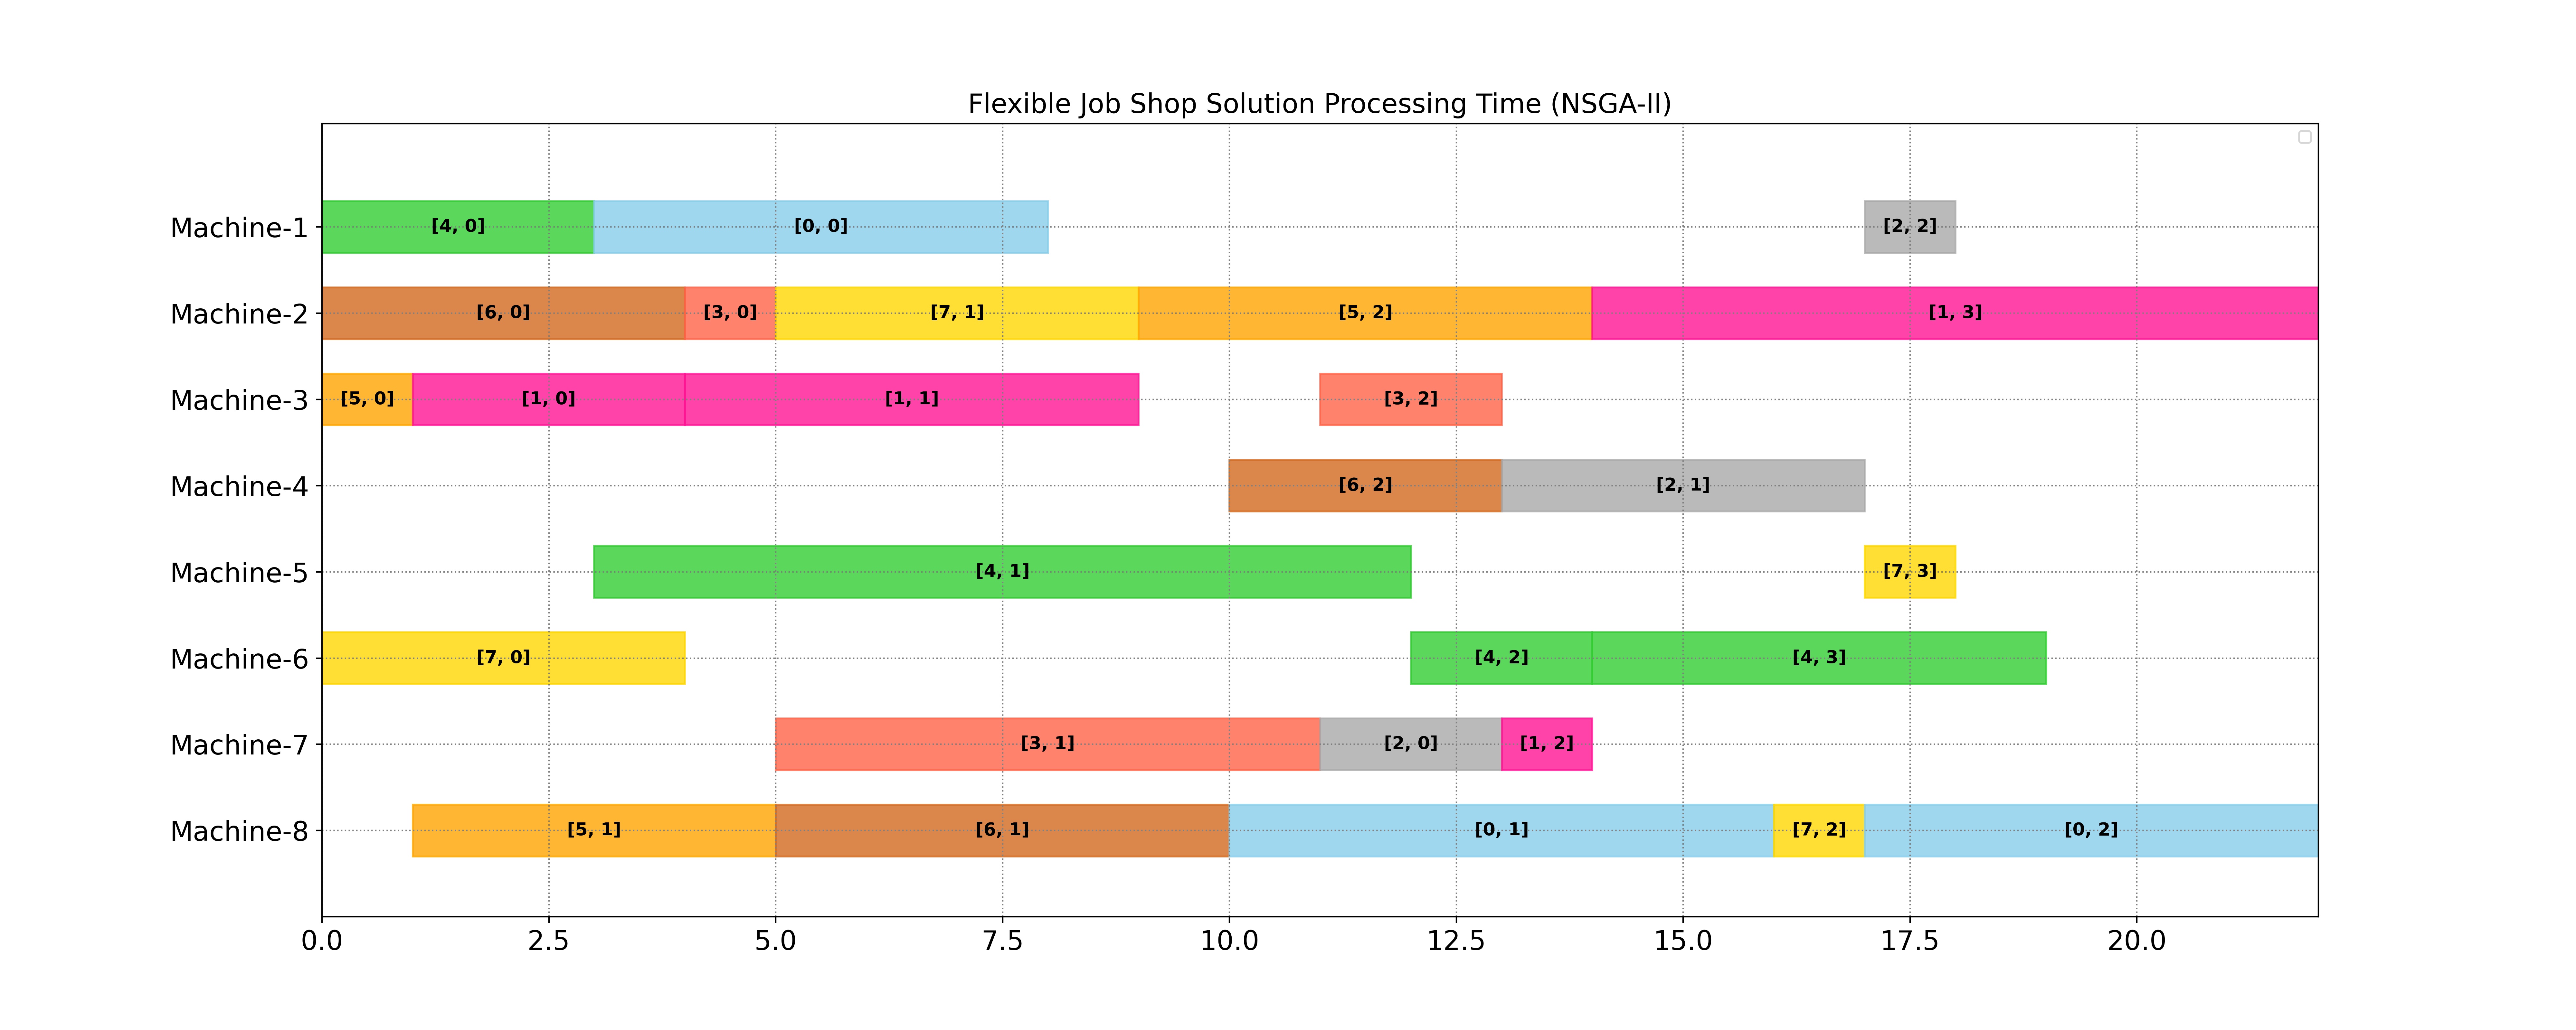 Flexible Job Shop Solution Processing Time (NSGA-II)
Machine-1 [4, 0] [0, 0] [2, 2]
Machine-2 [6, 0] [3, 0] [7, 1] [5, 2] [1, 3]
Machine-3 [5, 0] [1, 0] [1, 1] [3, 2]
Machine-4 [6, 2] [2, 1]
Machine-5 [4, 1] [7, 3]
Machine-6 [7, 0] [4, 2] [4, 3]
Machine-7 [3, 1] [2, 0] [1, 2]
Machine-8 [5, 1] [6, 1] [0, 1] [7, 2] [0, 2]
0.0 2.5 5.0 7.5 10.0 12.5 15.0 17.5 20.0